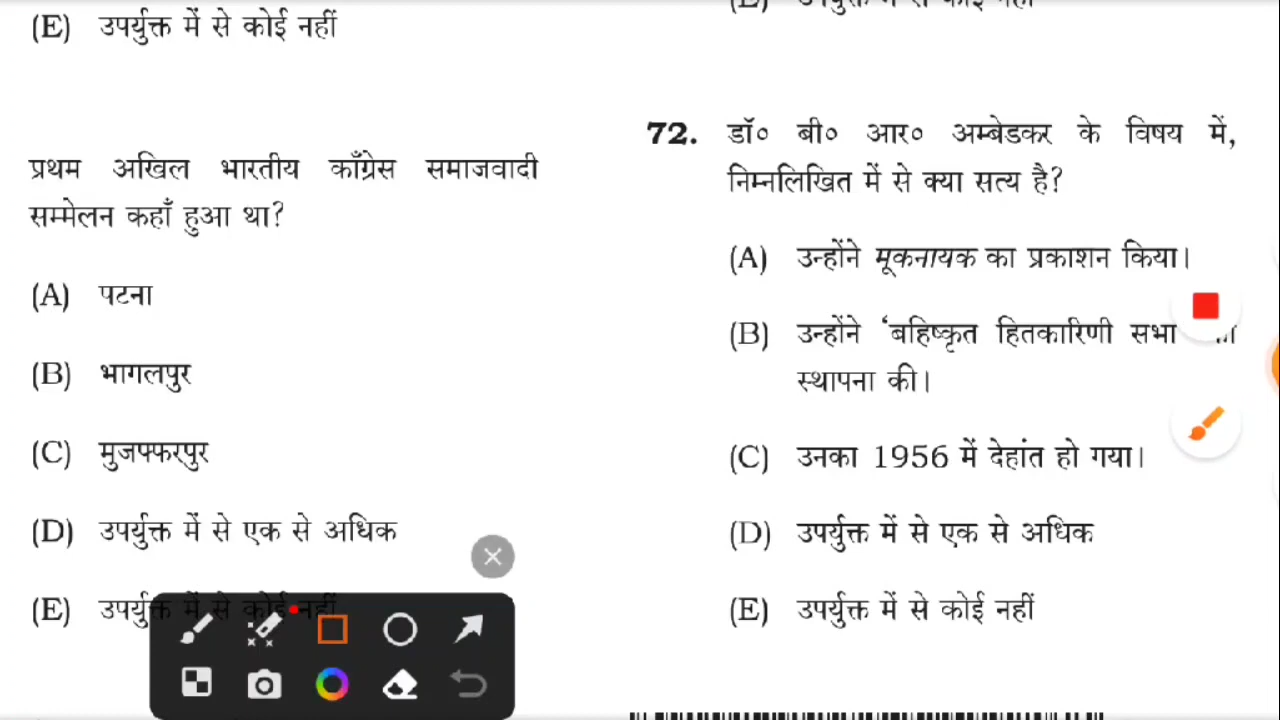 (E) उपर्युक्त में से कोई नहीं
प्रथम अखिल भारतीय काँग्रेस समाजवादी
सम्मेलन कहाँ हुआ था?
(A) पटना
(B) भागलपुर
(C) मुजफ्फरपुर
(D) उपर्युक्त में से एक से अधिक
(E) उपर्युक्त में से कोई नहीं
72. डॉ० बी० आर० अम्बेडकर के विषय में,
निम्नलिखित में से क्या सत्य है?
(A) उन्होंने मूकनायक का प्रकाशन किया।
(B) उन्होंने ‘बहिष्कृत हितकारिणी सभा
स्थापना की।
(C) उनका 1956 में देहांत हो गया।
(D) उपर्युक्त में से एक से अधिक
(E) उपर्युक्त में से कोई नहीं